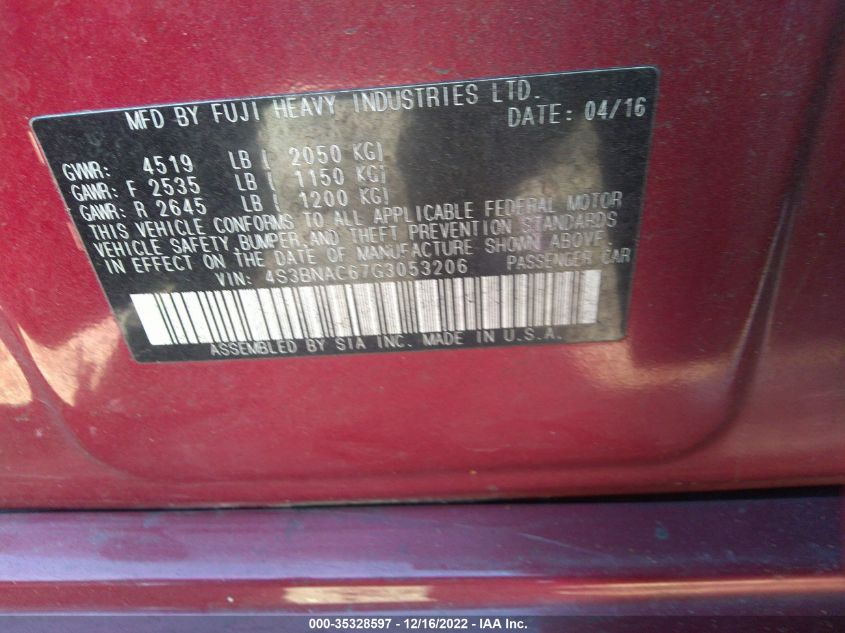 MFD BY FUJI HEAVY INDUSTRIES LTD.
DATE: 04/16
GVWR: 4519 LB ( 2050 KG)
GAWR: F 2535 LB ( 1150 KG)
GAWR: R 2645 LB ( 1200 KG)
THIS VEHICLE CONFORMS TO ALL APPLICABLE FEDERAL MOTOR
VEHICLE SAFETY, BUMPER, AND THEFT PREVENTION STANDARDS
IN EFFECT ON THE DATE OF MANUFACTURE SHOWN ABOVE.
VIN: 4S3BNAC67G3053206 PASSENGER CAR
ASSEMBLED BY SIA INC. MADE IN U.S.A.
000-35328597 - 12/16/2022 - IAA Inc.